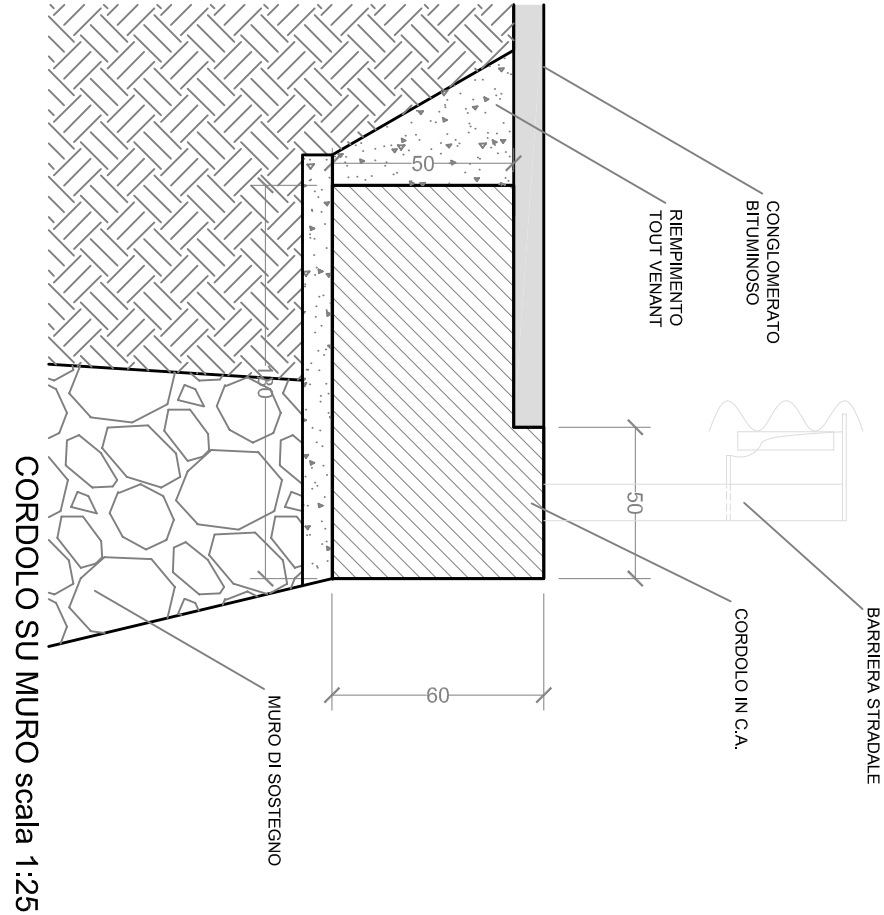 BARRIERA STRADALE
CONGLOMERATO
BITUMINOSO
CORDOLO IN C.A.
RIEMPIMENTO
TOUT VENANT
50
50
60
130
MURO DI SOSTEGNO
CORDOLO SU MURO scala 1:25